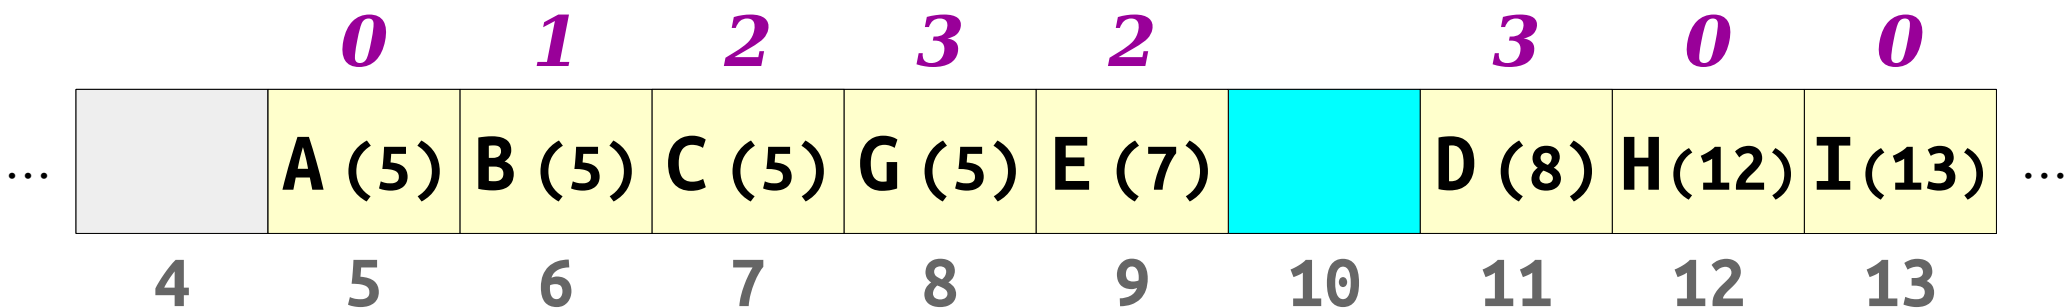 0 1 2 3 2 3 0 0
... A (5) B (5) C (5) G (5) E (7) D (8) H(12) I(13) ...
4 5 6 7 8 9 10 11 12 13